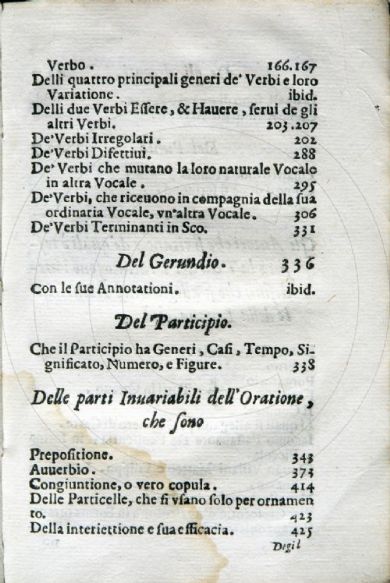 Verbo. 166.167
Delli quattro principali generi de' Verbi e loro
Variatione. ibid.
Delli due Verbi Eſſere, & Hauere, ſerui de gli
altri Verbi. 203.207
De' Verbi Irregolari. 202
De' Verbi Difettiui. 288
De' Verbi che mutano la loro naturale Vocale
in altra Vocale. 295
De' Verbi, che riceuono in compagnia della ſua
ordinaria Vocale, vn'altra Vocale. 306
De' Verbi Terminanti in Sco. 331
Del Gerundio. 336
Con le ſue Annotationi. ibid.
Del Participio.
Che il Participio ha Generi, Caſi, Tempo, Si-
gnificato, Numero, e Figure. 338
Delle parti Inuariabili dell'Oratione,
che ſono
Prepoſitione. 343
Auuerbio. 373
Congiuntione, o vero copula. 414
Delle Particelle, che ſi vſano ſolo per ornamen
to. 423
Della interiettione e ſua efficacia. 425
Degil